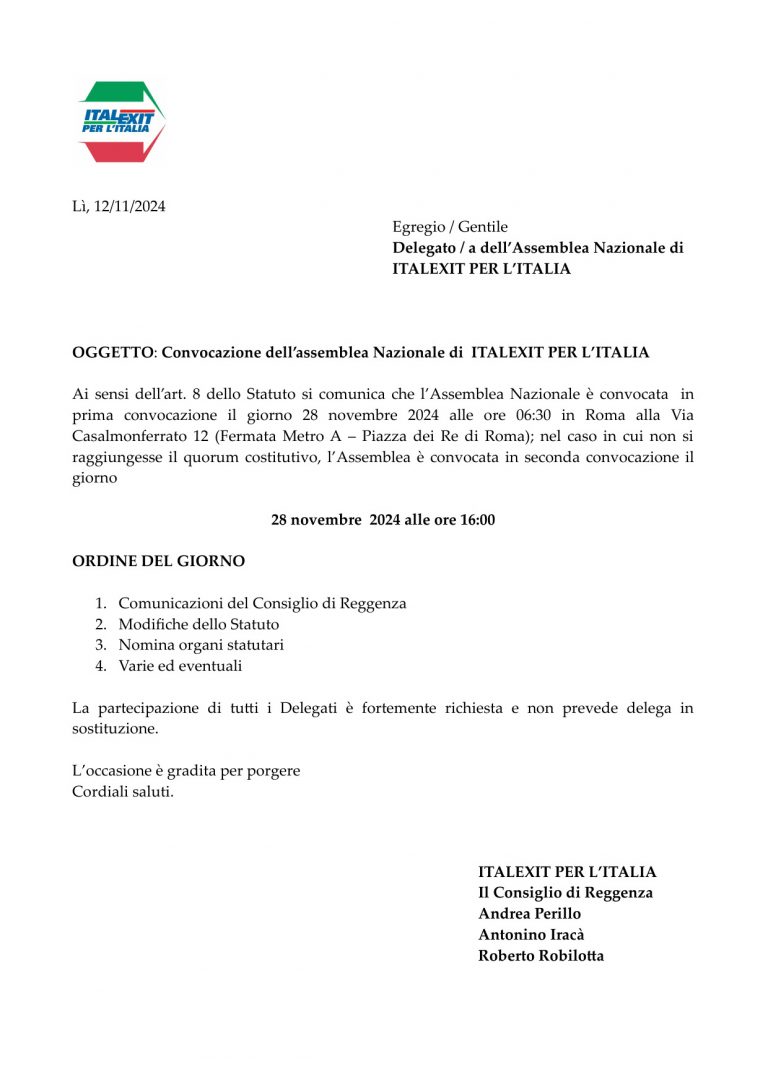 ITALEXIT
PER L'ITALIA
Lì, 12/11/2024
Egregio / Gentile
Delegato / a dell'Assemblea Nazionale di
ITALEXIT PER L'ITALIA
OGGETTO: Convocazione dell'assemblea Nazionale di ITALEXIT PER L'ITALIA
Ai sensi dell'art. 8 dello Statuto si comunica che l'Assemblea Nazionale è convocata in
prima convocazione il giorno 28 novembre 2024 alle ore 06:30 in Roma alla Via
Casalmonferrato 12 (Fermata Metro A – Piazza dei Re di Roma); nel caso in cui non si
raggiungesse il quorum costitutivo, l'Assemblea è convocata in seconda convocazione il
giorno
28 novembre 2024 alle ore 16:00
ORDINE DEL GIORNO
1. Comunicazioni del Consiglio di Reggenza
2. Modifiche dello Statuto
3. Nomina organi statutari
4. Varie ed eventuali
La partecipazione di tutti i Delegati è fortemente richiesta e non prevede delega in
sostituzione.
L'occasione è gradita per porgere
Cordiali saluti.
ITALEXIT PER L'ITALIA
Il Consiglio di Reggenza
Andrea Perillo
Antonino Iracà
Roberto Robilotta